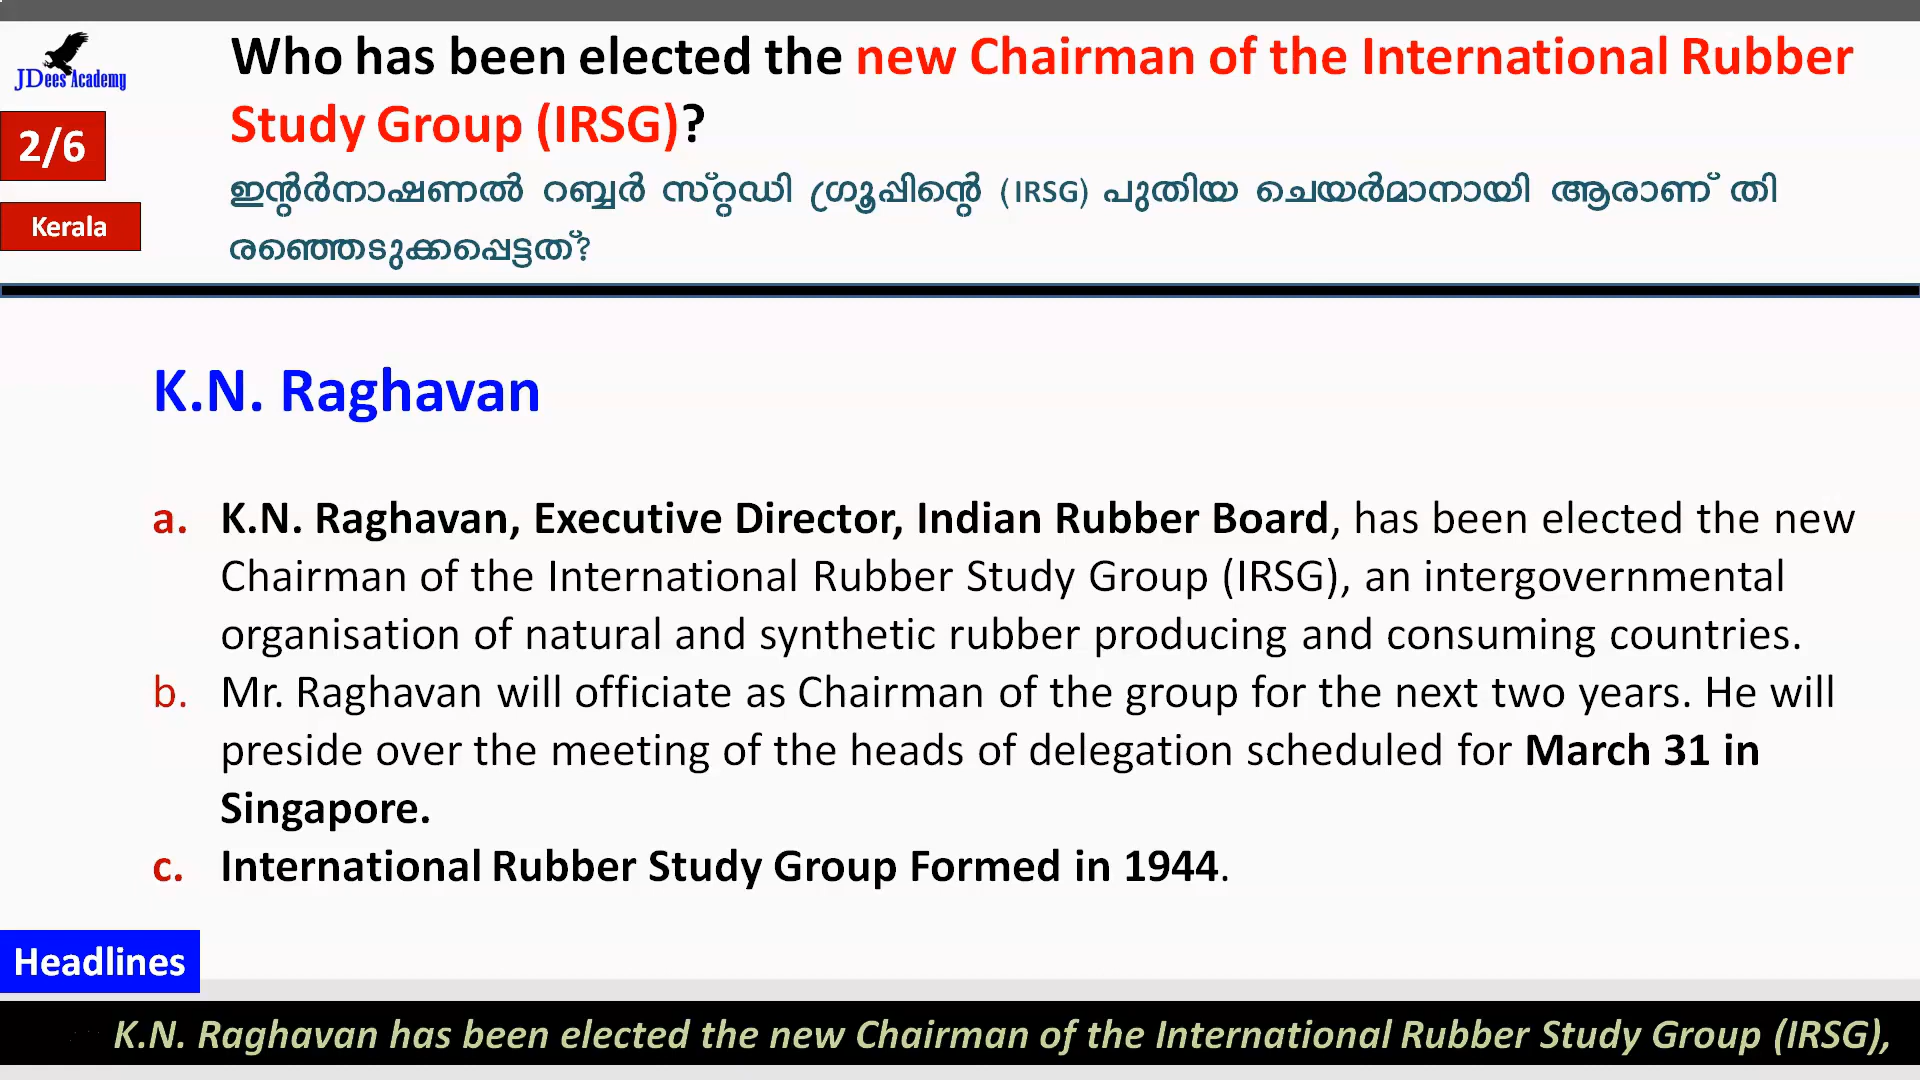 JDees Academy
Who has been elected the new Chairman of the International Rubber
Study Group (IRSG)?
2/6
ഇന്റർനാഷണൽ റബ്ബർ സ്റ്റഡി ഗ്രൂപ്പിന്റെ (IRSG) പുതിയ ചെയർമാനായി ആരാണ് തി
രഞ്ഞെടുക്കപ്പെട്ടത്?
Kerala
K.N. Raghavan
a. K.N. Raghavan, Executive Director, Indian Rubber Board, has been elected the new
Chairman of the International Rubber Study Group (IRSG), an intergovernmental
organisation of natural and synthetic rubber producing and consuming countries.
b. Mr. Raghavan will officiate as Chairman of the group for the next two years. He will
preside over the meeting of the heads of delegation scheduled for March 31 in
Singapore.
c. International Rubber Study Group Formed in 1944.
Headlines
K.N. Raghavan has been elected the new Chairman of the International Rubber Study Group (IRSG),